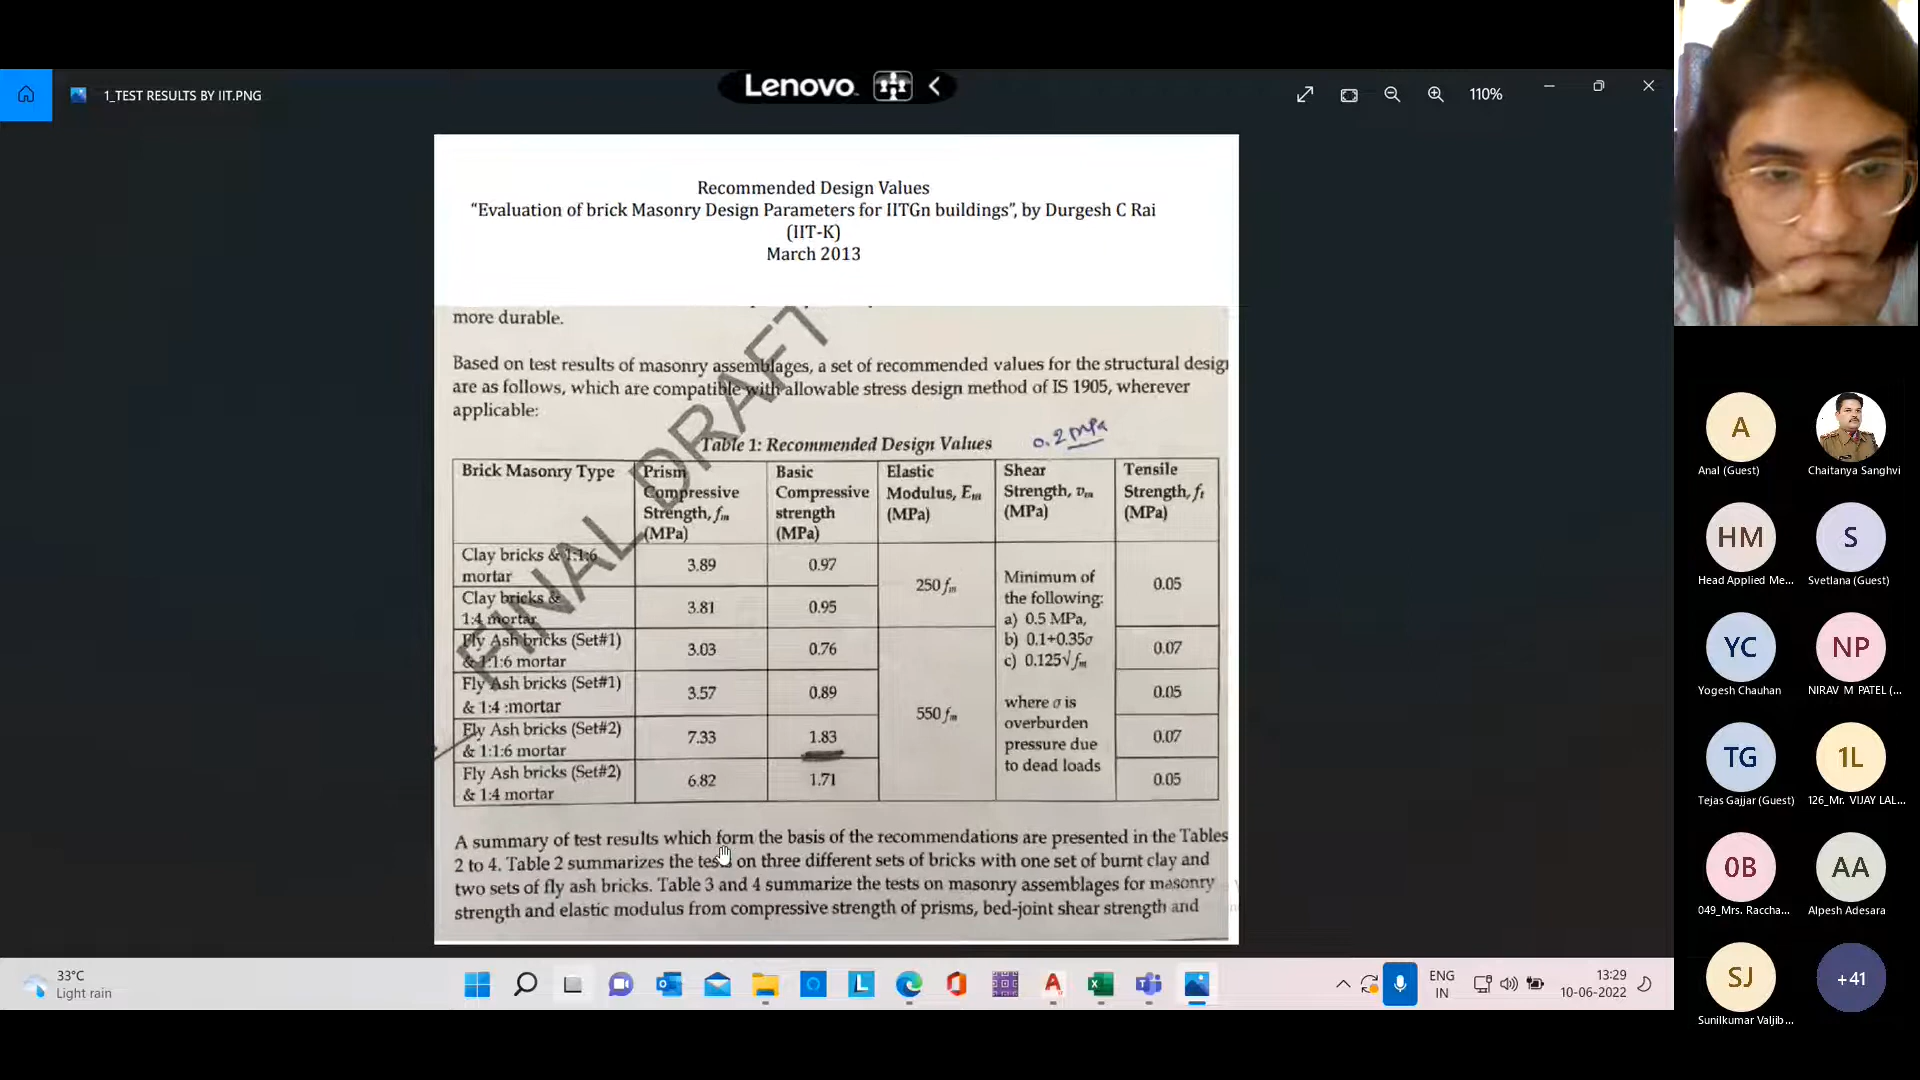 Lenovo
1_TEST RESULTS BY IIT.PNG
110%
Recommended Design Values
“Evaluation of brick Masonry Design Parameters for IITGn buildings”, by Durgesh C Rai
(IIT-K)
March 2013
more durable.
Based on test results of masonry assemblages, a set of recommended values for the structural design
are as follows, which are compatible with allowable stress design method of IS 1905, wherever
applicable:
FINAL DRAFT
0.2 MPa
Table 1: Recommended Design Values
Brick Masonry Type
Prism Compressive Strength, fm (MPa)
Basic Compressive strength (MPa)
Elastic Modulus, Em (MPa)
Shear Strength, vm (MPa)
Tensile Strength, ft (MPa)
Clay bricks & 1:1:6 mortar 3.89 0.97
Clay bricks & 1:4 mortar 3.81 0.95
250 fm
0.05
Fly Ash bricks (Set#1) & 1:1:6 mortar 3.03 0.76 0.07
Fly Ash bricks (Set#1) & 1:4 :mortar 3.57 0.89 0.05
Fly Ash bricks (Set#2) & 1:1:6 mortar 7.33 1.83 0.07
Fly Ash bricks (Set#2) & 1:4 mortar 6.82 1.71 0.05
550 fm
Minimum of
the following:
a) 0.5 MPa,
b) 0.1+0.35σ
c) 0.125√fm
where σ is
overburden
pressure due
to dead loads
A summary of test results which form the basis of the recommendations are presented in the Tables
2 to 4. Table 2 summarizes the tests on three different sets of bricks with one set of burnt clay and
two sets of fly ash bricks. Table 3 and 4 summarize the tests on masonry assemblages for masonry
strength and elastic modulus from compressive strength of prisms, bed-joint shear strength and
A
Anal (Guest)
Chaitanya Sanghvi
HM
Head Applied Me...
S
Svetlana (Guest)
YC
Yogesh Chauhan
NP
NIRAV M PATEL (...
TG
Tejas Gajjar (Guest)
1L
126_Mr. VIJAY LAL...
0B
049_Mrs. Raccha...
AA
Alpesh Adesara
SJ
Sunilkumar Valjib...
+41
33°C
Light rain
ENG
IN
13:29
10-06-2022